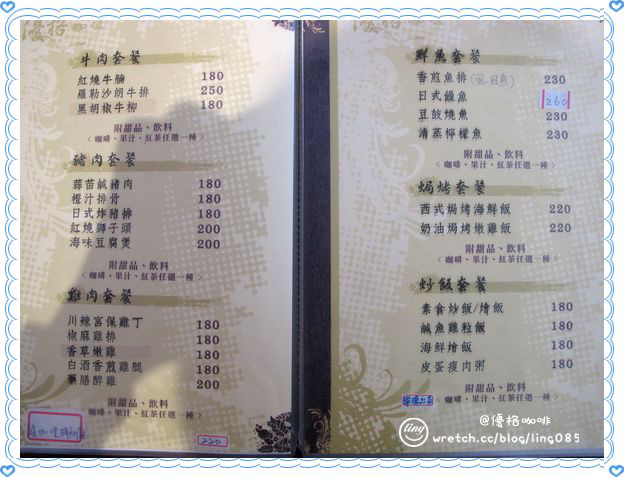 優格咖啡
牛肉套餐
紅燒牛腩 180
羅勒沙朗牛排 250
黑胡椒牛柳 180
附甜品、飲料
< 咖啡、果汁、紅茶任選一種 >
豬肉套餐
蒜苗鹹豬肉 180
橙汁排骨 180
日式炸豬排 180
紅燒獅子頭 200
海味豆腐煲 200
附甜品、飲料
< 咖啡、果汁、紅茶任選一種 >
雞肉套餐
川辣宮保雞丁 180
椒麻雞排 180
香草嫩雞 180
白酒香煎雞腿 180
藥膳醉雞 200
附甜品、飲料
< 咖啡、果汁、紅茶任選一種 >
220
鮮魚套餐
香煎魚排(虱目魚) 230
日式饅魚 260
豆豉燒魚 230
清蒸檸檬魚 230
附甜品、飲料
< 咖啡、果汁、紅茶任選一種 >
焗烤套餐
西式焗烤海鮮飯 220
奶油焗烤嫩雞飯 220
附甜品、飲料
< 咖啡、果汁、紅茶任選一種 >
炒飯套餐
素食炒飯/燴飯 180
鹹魚雞粒飯 180
海鮮燴飯 180
皮蛋瘦肉粥 180
附甜品、飲料
< 咖啡、果汁、紅茶任選一種 >
@優格咖啡
ling wretch.cc/blog/ling085